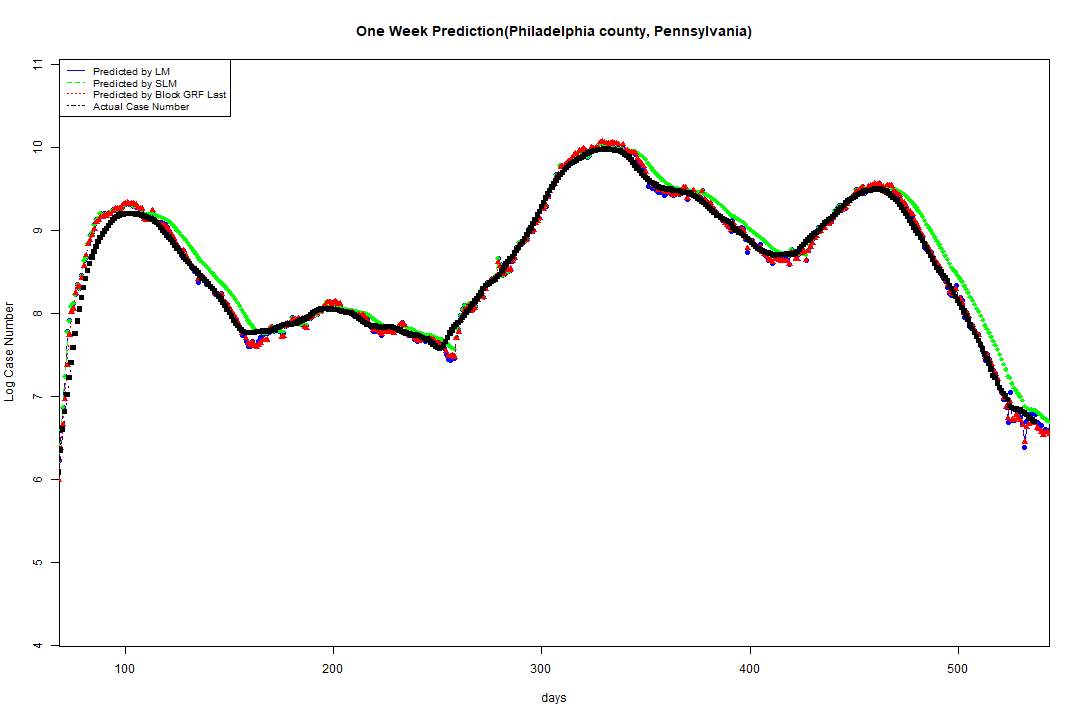 One Week Prediction(Philadelphia county, Pennsylvania)
Predicted by LM
Predicted by SLM
Predicted by Block GRF Last
Actual Case Number
11
10
9
8
7
6
5
4
Log Case Number
100 200 300 400 500
days